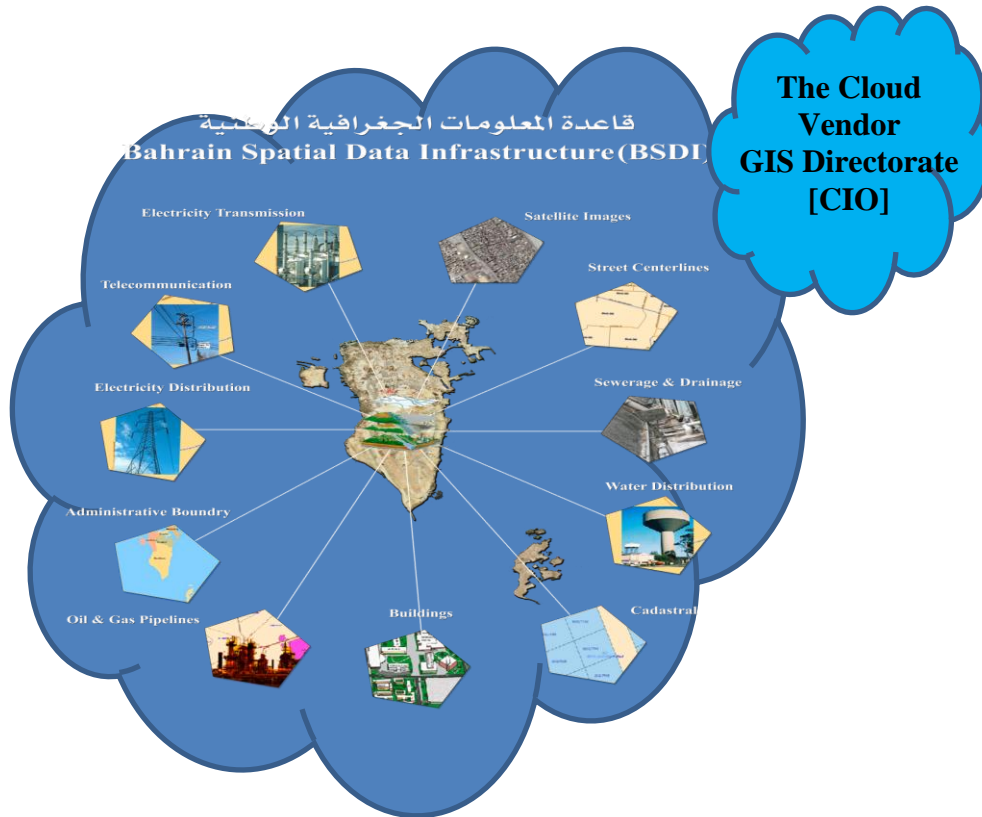 The Cloud
Vendor
GIS Directorate
[CIO]
قاعدة المعلومات الجغرافية الوطنية
Bahrain Spatial Data Infrastructure(BSDI)
Electricity Transmission
Satellite Images
Street Centerlines
Telecommunication
Electricity Distribution
Sewerage & Drainage
Water Distribution
Administrative Boundry
Oil & Gas Pipelines
Buildings
Cadastral